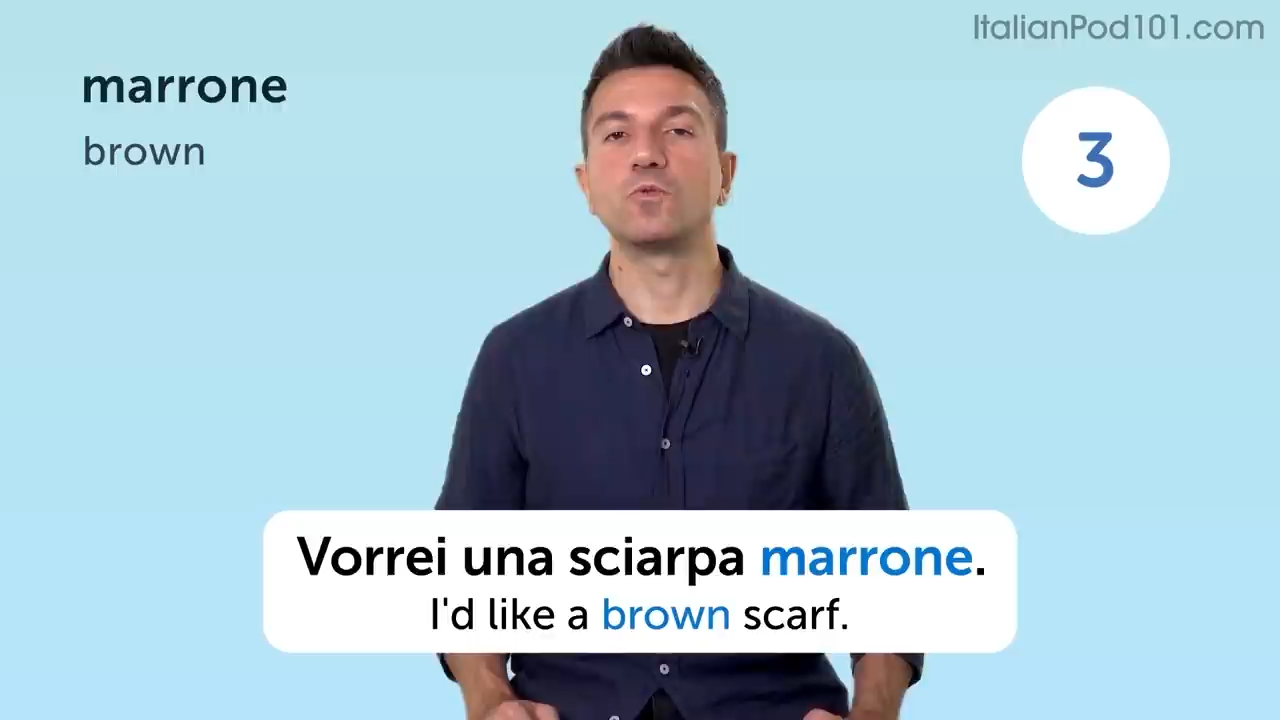 ItalianPod101.com
marrone
brown
3
Vorrei una sciarpa marrone.
I'd like a brown scarf.